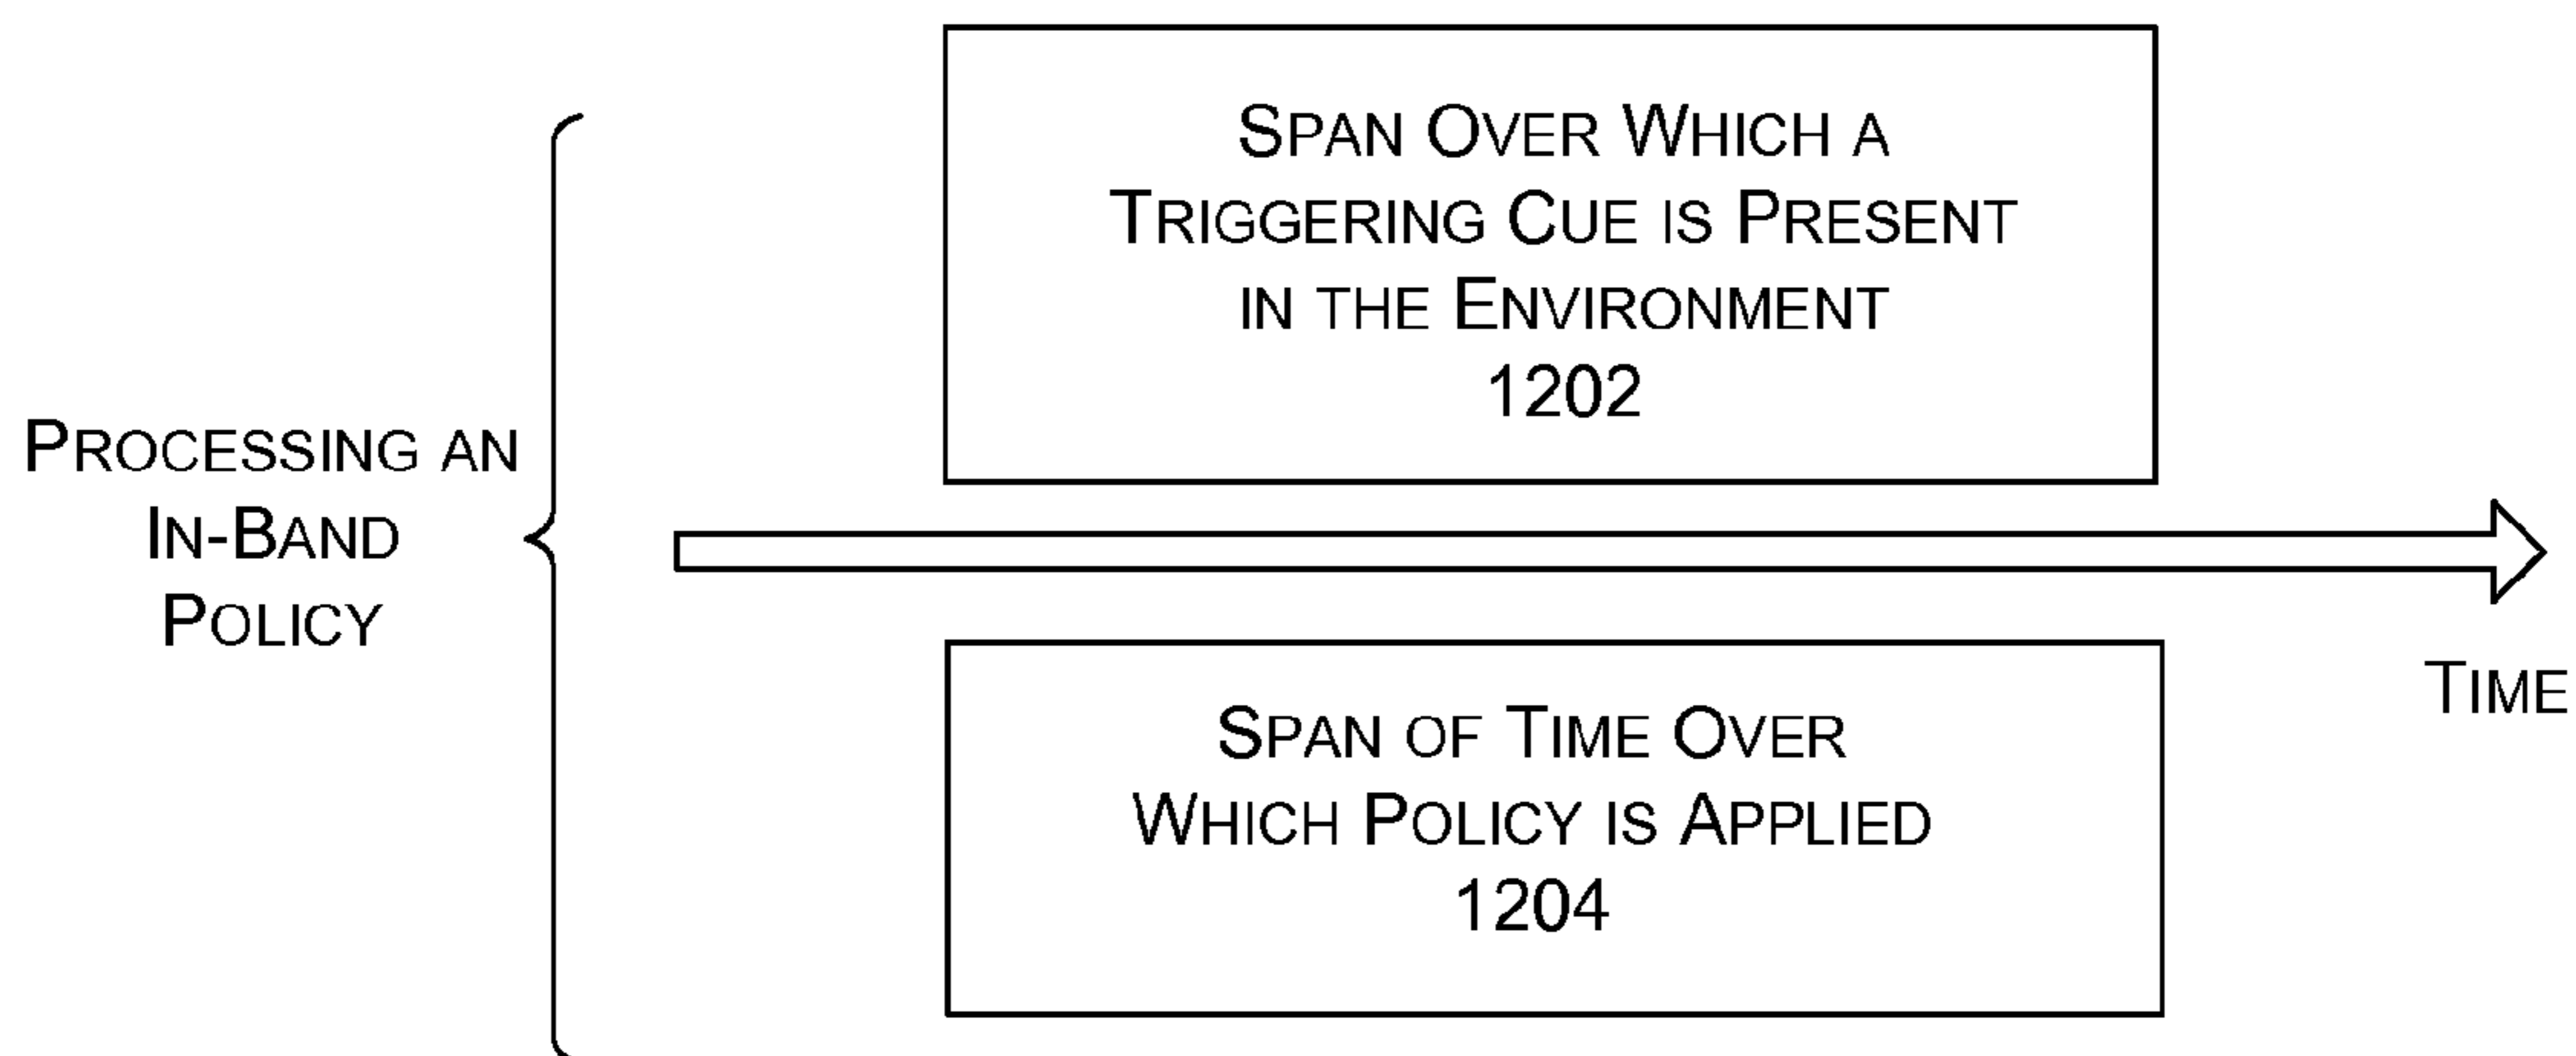 PROCESSING AN
IN-BAND
POLICY
SPAN OVER WHICH A
TRIGGERING CUE IS PRESENT
IN THE ENVIRONMENT
1202
TIME
SPAN OF TIME OVER
WHICH POLICY IS APPLIED
1204